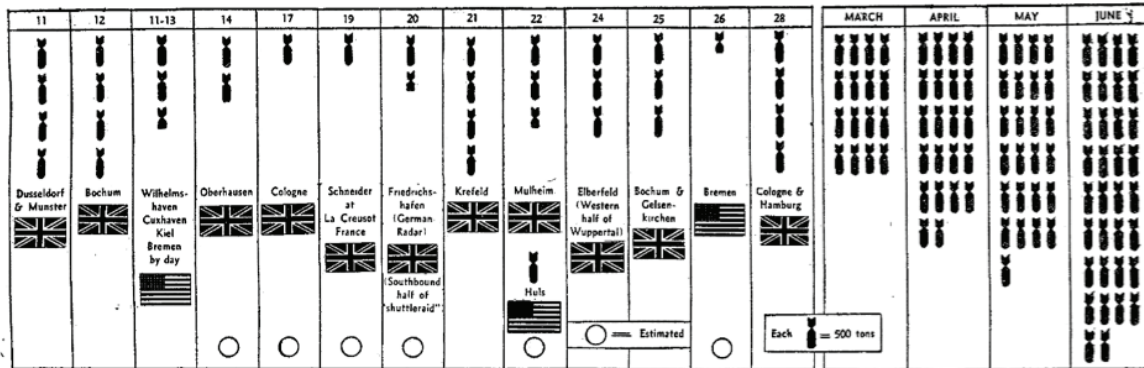 11
12
11-13
14
17
19
20
21
22
24
25
26
28
MARCH
APRIL
MAY
JUNE
Dusseldorf
& Munster
Bochum
Wilhelms-
haven
Cuxhaven
Kiel
Bremen
by day
Oberhausen
Cologne
Schneider
at
La Creusot
France
Friedrichs-
hafen
(German
Radar)
(Southbound
half of
"shuttleraid"
Krefeld
Mulheim
Huls
Elberfeld
(Western
half of
Wuppertal)
Bochum &
Gelsen-
kirchen
Bremen
Cologne &
Hamburg
= Estimated
Each = 500 tons